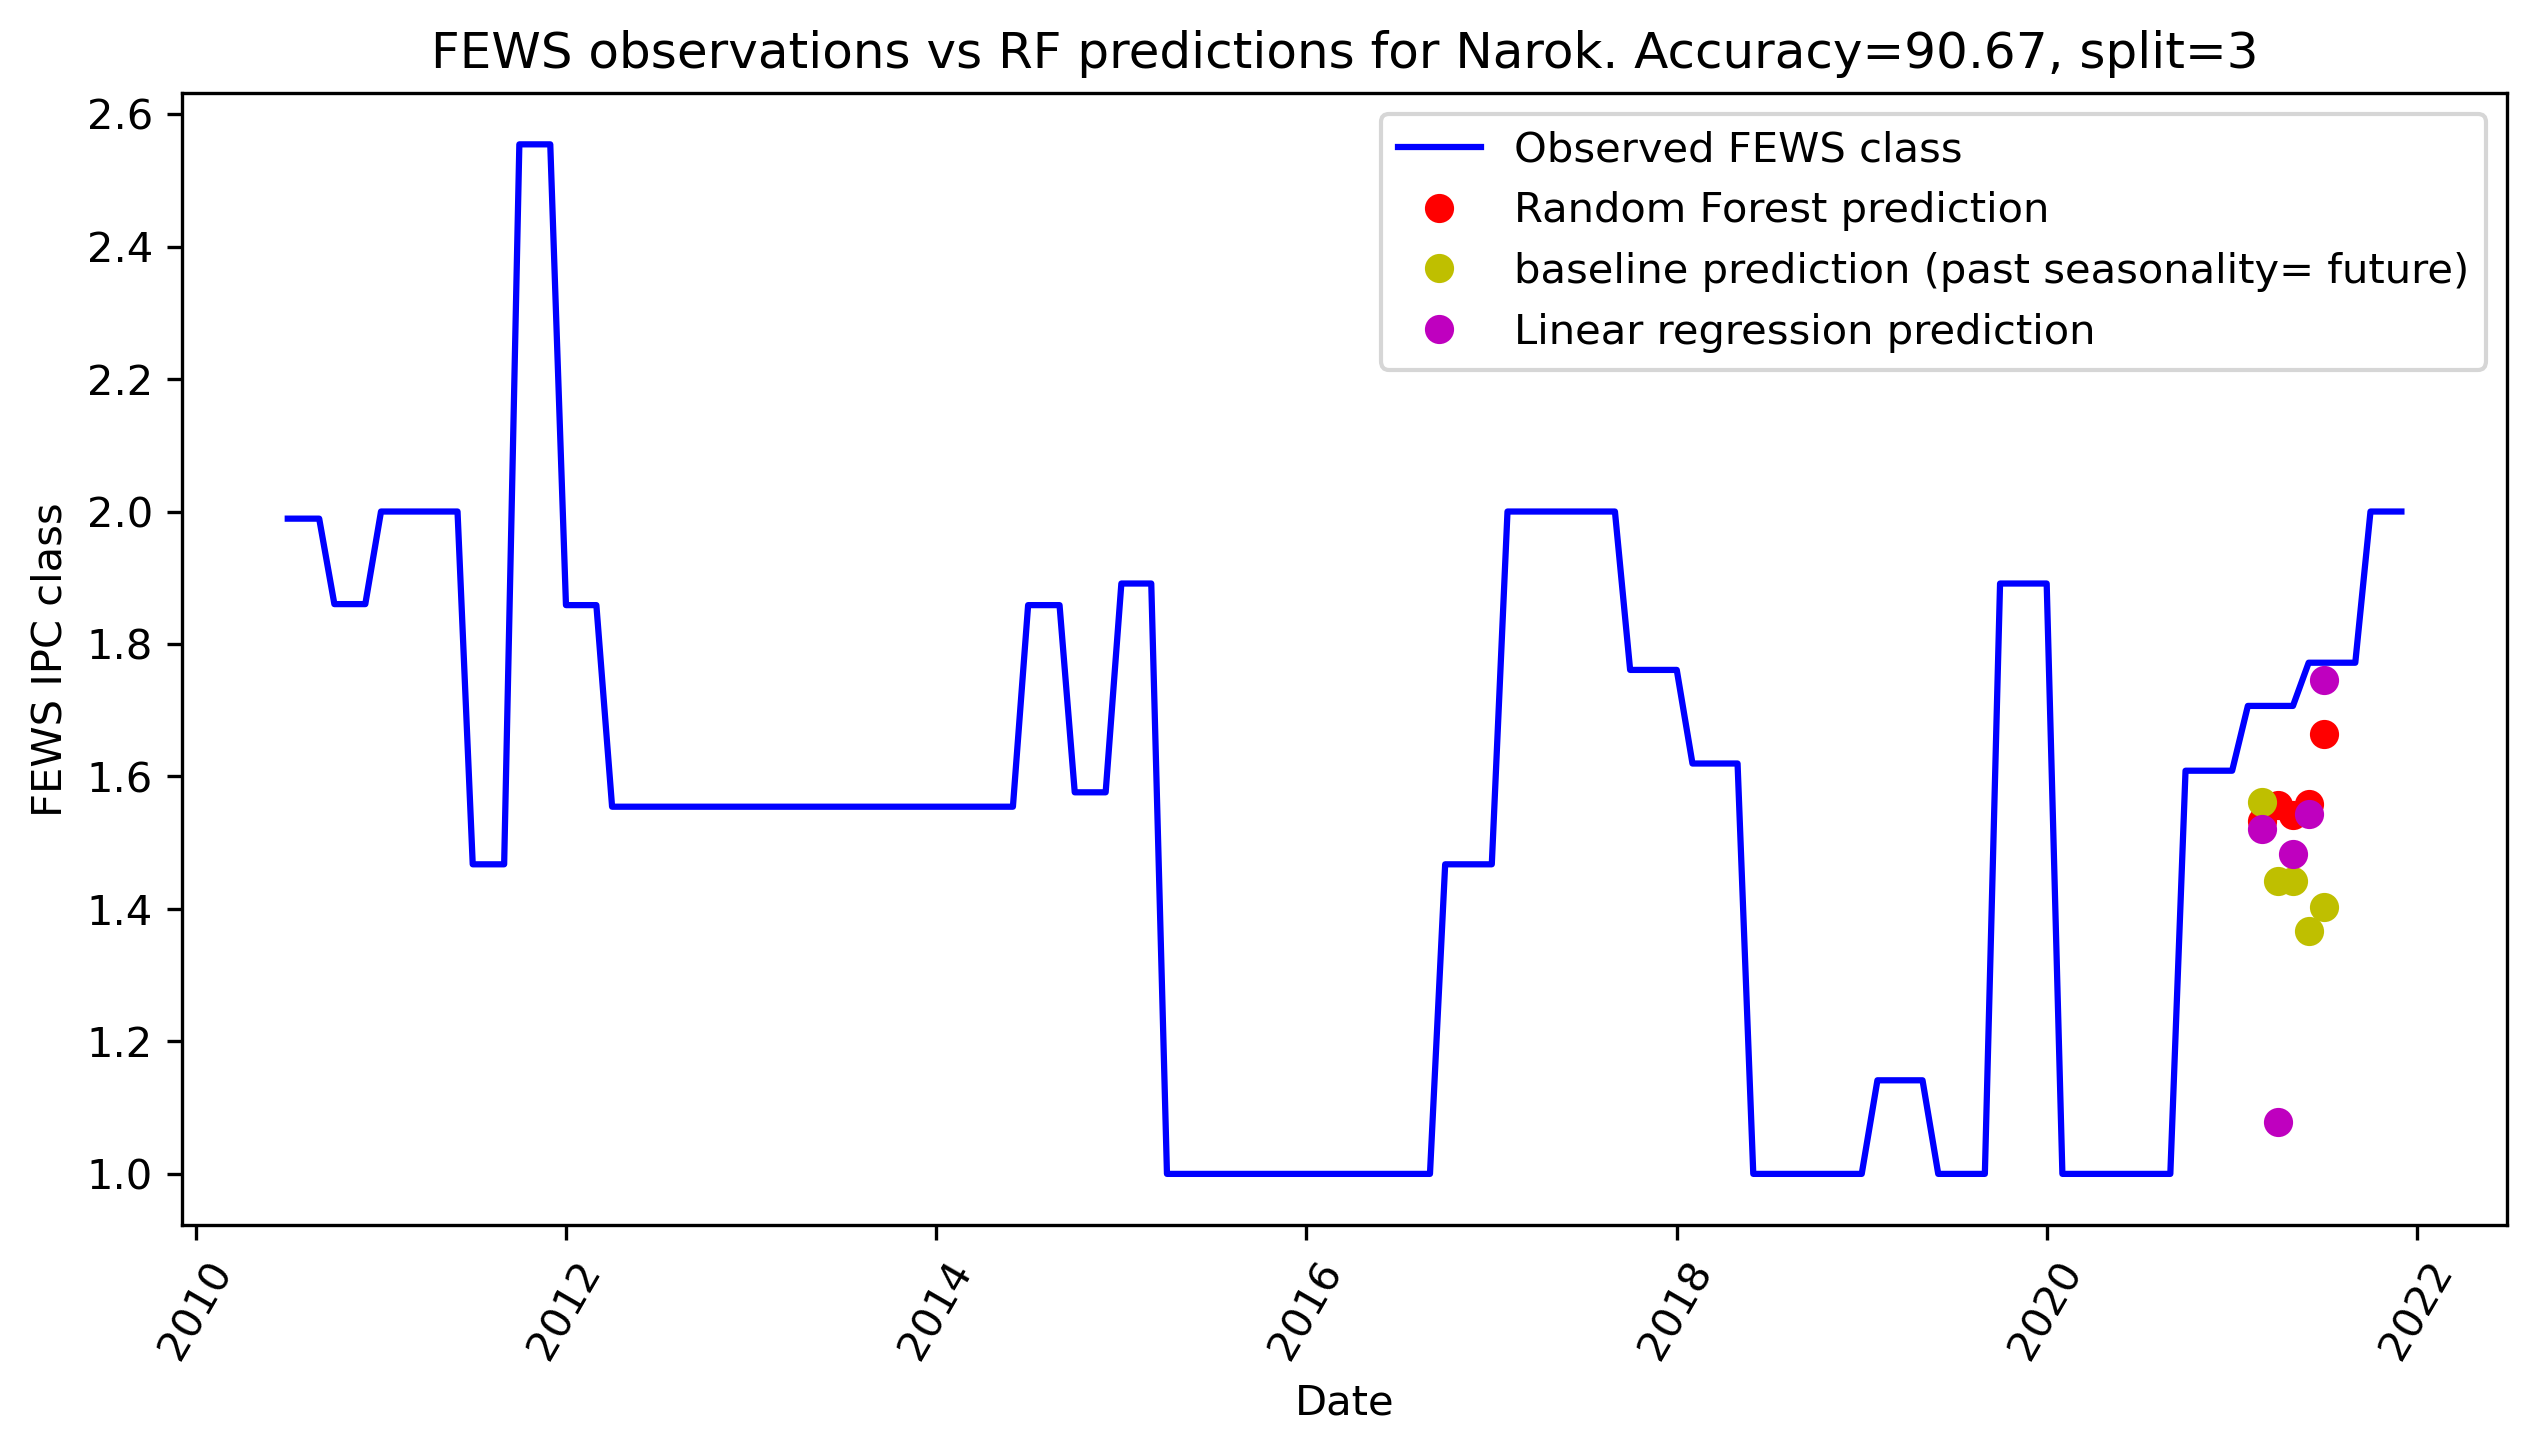 FEWS observations vs RF predictions for Narok. Accuracy=90.67, split=3
Observed FEWS class
Random Forest prediction
baseline prediction (past seasonality= future)
Linear regression prediction
FEWS IPC class
2.6
2.4
2.2
2.0
1.8
1.6
1.4
1.2
1.0
2010
2012
2014
2016
2018
2020
2022
Date